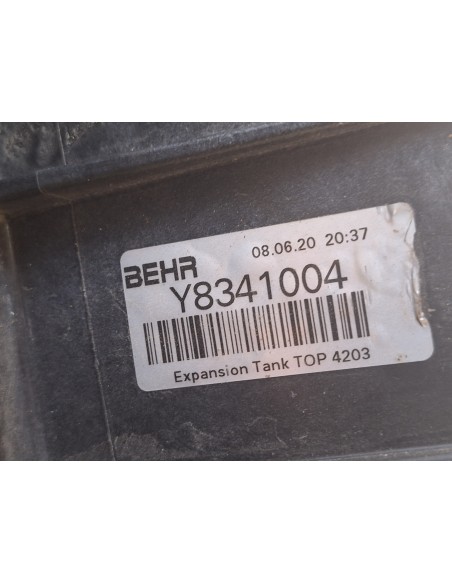 08.06.20 20:37
BEHR
Y8341004
Expansion Tank TOP 4203